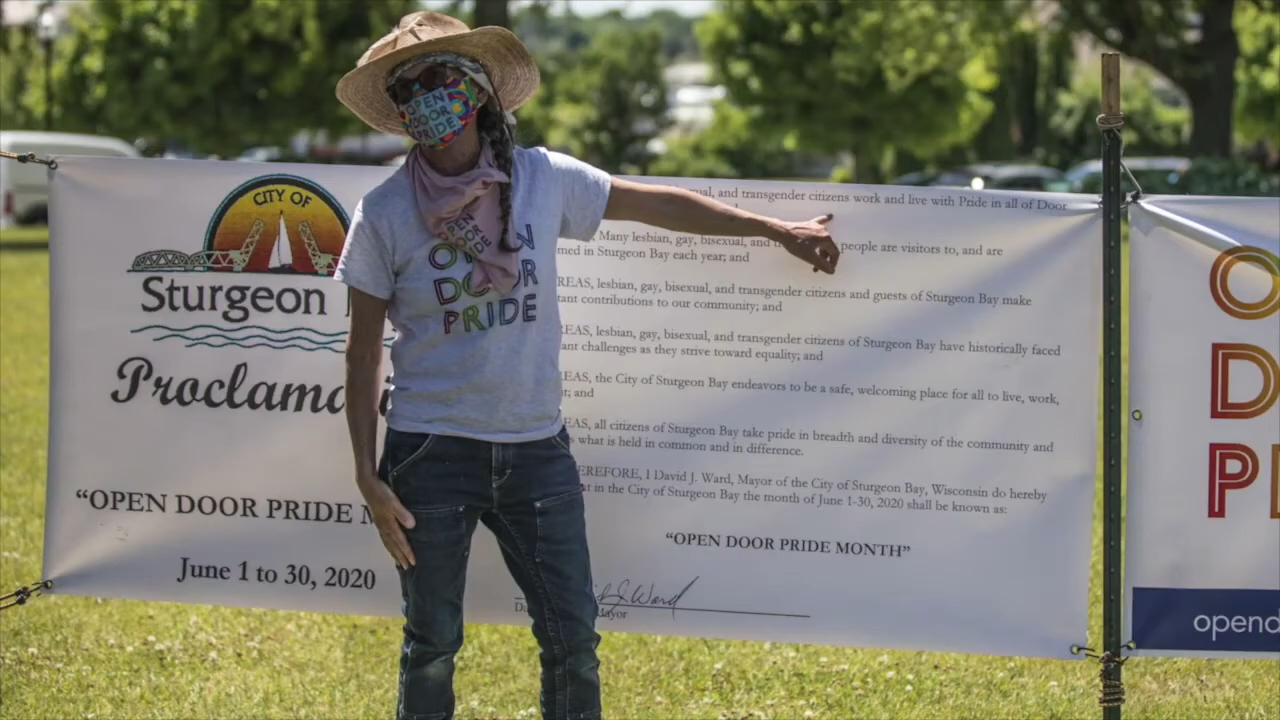 CITY OF
Sturgeon
Proclama
"OPEN DOOR PRIDE M
June 1 to 30, 2020
OPEN
DOOR
PRIDE
OPEN
DOOR
PRIDE
OPEN
DOOR
PRIDE
and transgender citizens work and live with Pride in all of Door
Many lesbian, gay, bisexual, and people are visitors to, and are
med in Sturgeon Bay each year; and
REAS, lesbian, gay, bisexual, and transgender citizens and guests of Sturgeon Bay make
tant contributions to our community; and
EAS, lesbian, gay, bisexual, and transgender citizens of Sturgeon Bay have historically faced
ant challenges as they strive toward equality; and
EAS, the City of Sturgeon Bay endeavors to be a safe, welcoming place for all to live, work,
t; and
EAS, all citizens of Sturgeon Bay take pride in breadth and diversity of the community and
what is held in common and in difference.
EREFORE, I David J. Ward, Mayor of the City of Sturgeon Bay, Wisconsin do hereby
at in the City of Sturgeon Bay the month of June 1-30, 2020 shall be known as:
"OPEN DOOR PRIDE MONTH"
d J. Ward
Mayor
O
D
P
opend